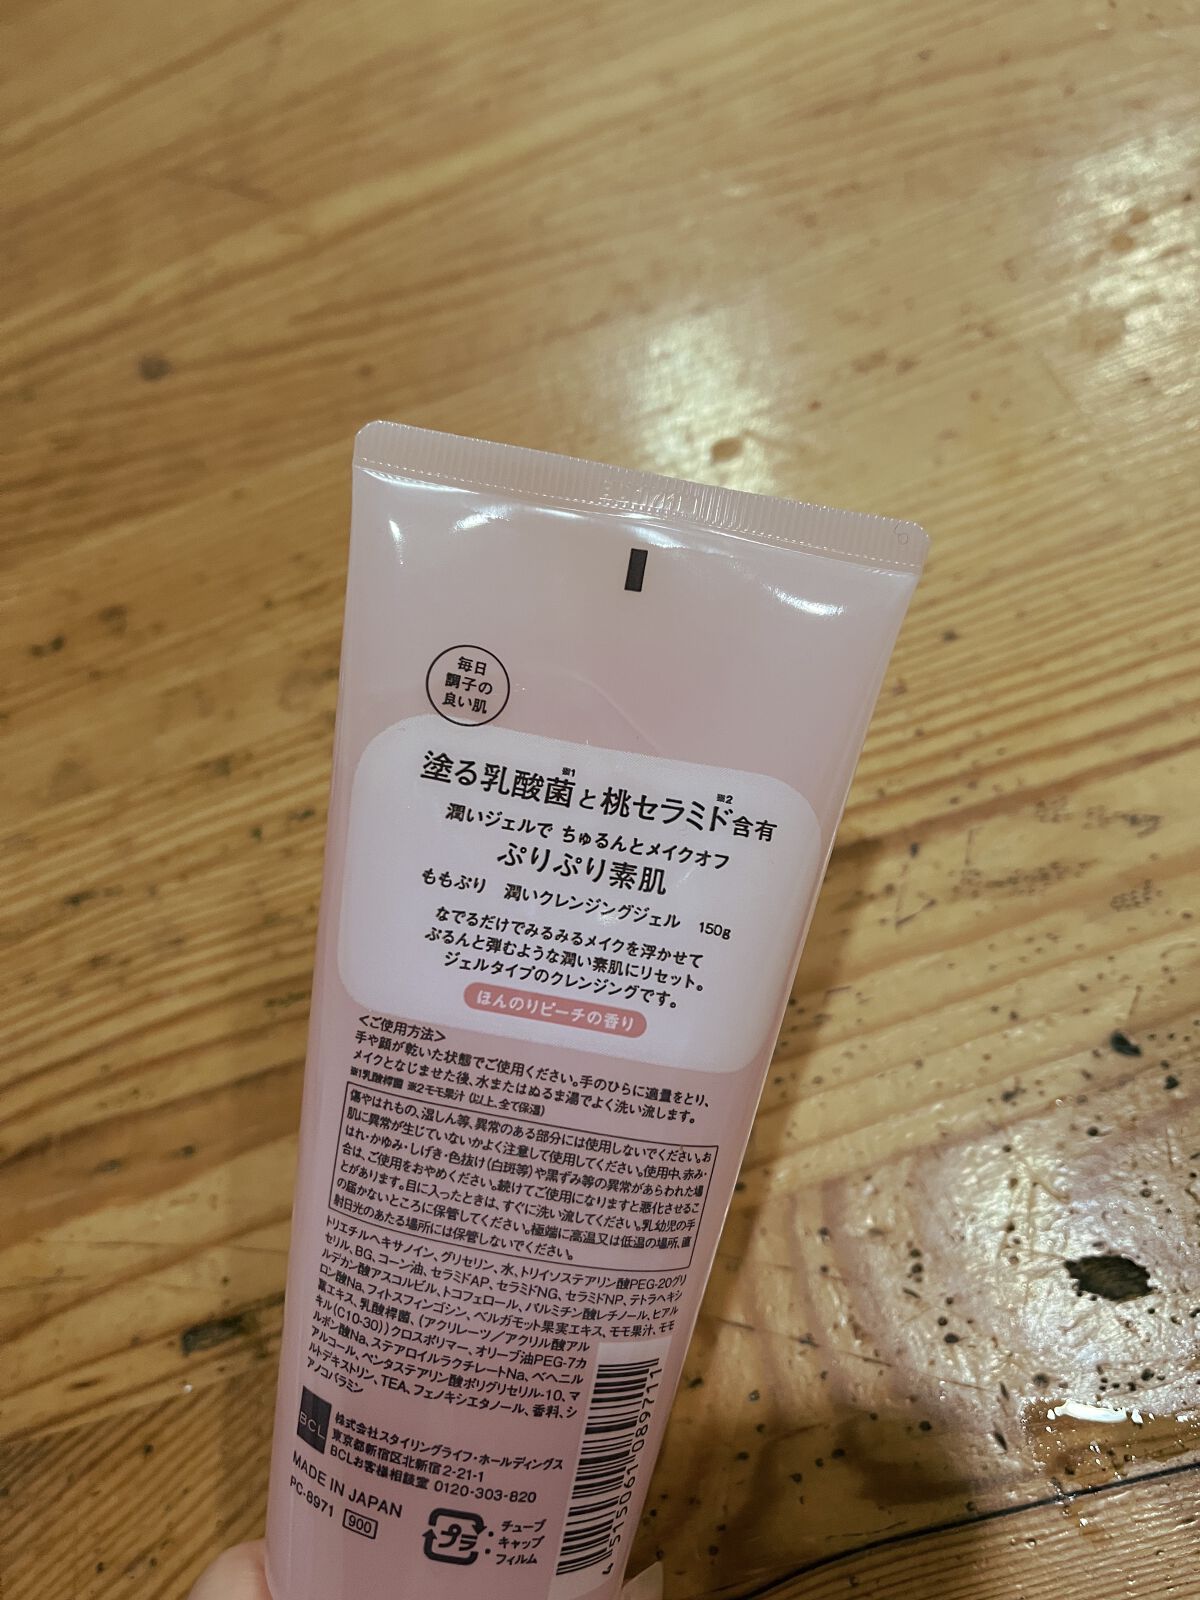 毎日
調子の
良い肌
塗る乳酸菌※1と桃セラミド※2含有
潤いジェルで ちゅるんとメイクオフ
ぷりぷり素肌
ももぷり 潤いクレンジングジェル 150g
なでるだけでみるみるメイクを浮かせて
ぷるんと弾むような潤い素肌にリセット。
ジェルタイプのクレンジングです。
ほんのりピーチの香り
<ご使用方法>
手や顔が乾いた状態でご使用ください。手のひらに適量をとり、
メイクとなじませた後、水またはぬるま湯でよく洗い流します。
※1乳酸桿菌 ※2モモ果汁(以上、全て保湿)
傷やはれもの、湿しん等、異常のある部分には使用しないでください。お
肌に異常が生じていないかよく注意して使用してください。使用中、赤み・
はれ・かゆみ・しげき・色抜け(白斑等)や黒ずみ等の異常があらわれた場
合は、ご使用をおやめください。続けてご使用になりますと悪化させるこ
とがあります。目に入ったときは、すぐに洗い流してください。乳幼児の手
の届かないところに保管してください。極端に高温又は低温の場所、直
射日光のあたる場所には保管しないでください。
トリエチルヘキサノイン、グリセリン、水、トリイソステアリン酸PEG-20グリ
セリル、BG、コーン油、セラミドAP、セラミドNG、セラミドNP、テトラヘキシ
ルデカン酸アスコルビル、トコフェロール、パルミチン酸レチノール、ヒアル
ロン酸Na、フィトスフィンゴシン、ベルガモット果実エキス、モモ果汁、モモ
葉エキス、乳酸桿菌、(アクリレーツ/アクリル酸アル
キル(C10-30))クロスポリマー、オリーブ油PEG-7カ
ルボン酸Na、ステアロイルラクチレートNa、ベヘニル
アルコール、ペンタステアリン酸ポリグリセリル-10、マ
ルトデキストリン、TEA、フェノキシエタノール、香料、シ
アノコバラミン
BCL
株式会社スタイリングライフ・ホールディングス
東京都新宿区北新宿2-21-1
BCLお客様相談室 0120-303-820
MADE IN JAPAN
PC-8971 900
プラ
・チューブ
・キャップ
・フィルム
4 515061 089711